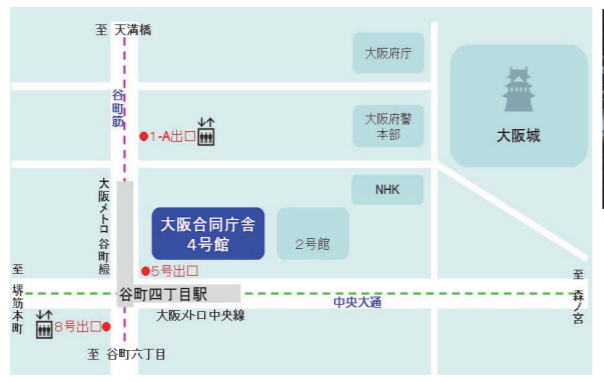 至 天満橋
大阪府庁
谷町筋
大阪府警
本部
大阪城
●1-A出口
大阪メトロ 谷町線
NHK
大阪合同庁舎
4号館
2号館
●5号出口
至 堺筋本町
谷町四丁目駅
中央大通
至 森ノ宮
大阪メトロ 中央線
8号出口●
至 谷町六丁目